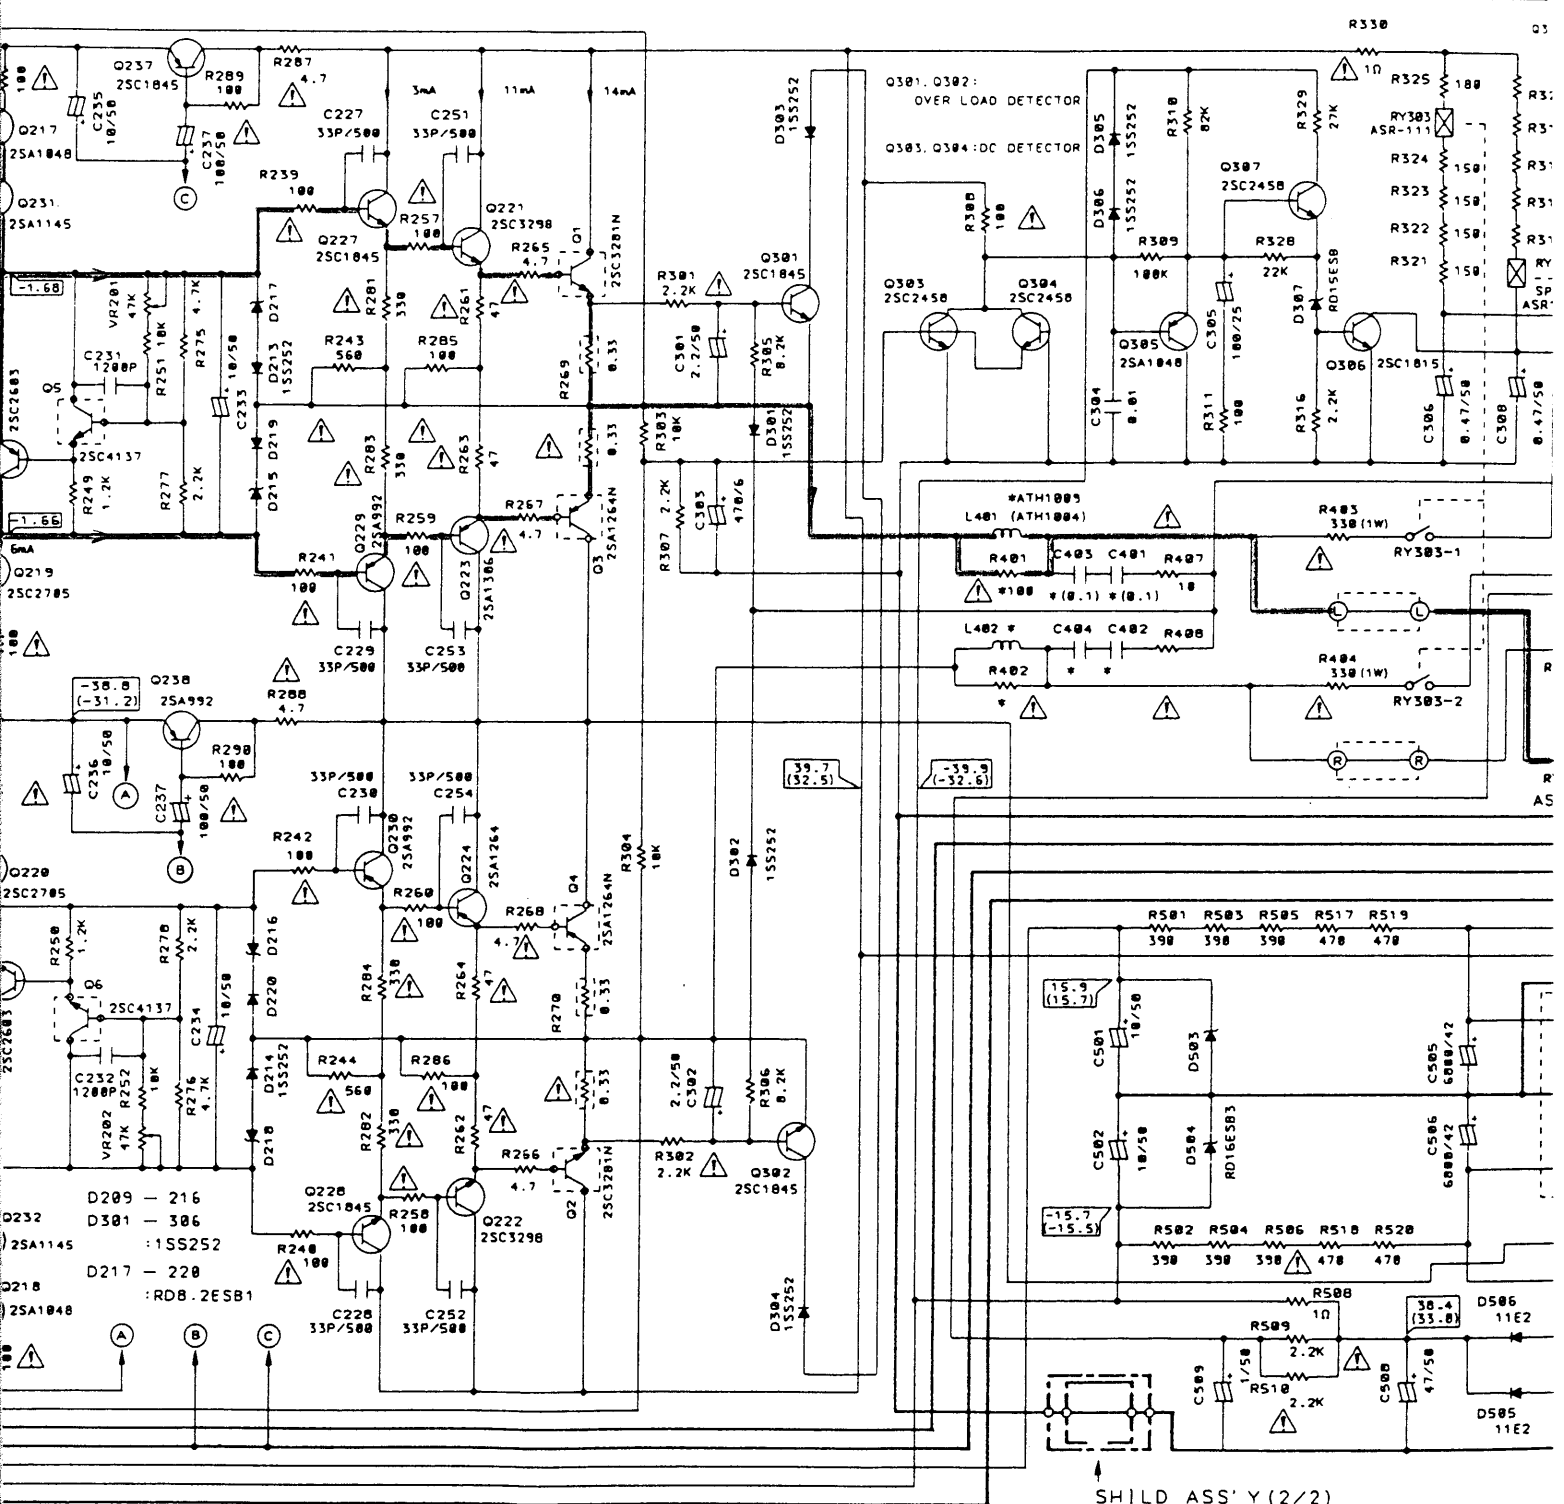 R330
1Ω
Q3
Q237
2SC1845
R289
100
R287
4.7
100
C235
10/50
C237
100/50
C
Q217
2SA1048
Q231
2SA1145
3mA
11mA
14mA
C227
33P/500
C251
33P/500
R239
100
Q227
2SC1845
R257
100
Q221
2SC3298
R265
4.7
Q1
2SC3281N
D303
1SS252
Q301, Q302:
OVER LOAD DETECTOR
Q303, Q304:DC DETECTOR
D305
1SS252
D306
1SS252
R310
82K
R329
27K
R325
180
RY303
ASR-111
R324
150
R323
150
R322
150
R321
150
Q307
2SC2458
R308
100
R309
100K
R328
22K
D307
RD15ESB
Q301
2SC1845
R301
2.2K
Q303
2SC2458
Q304
2SC2458
Q305
2SA1048
C305
100/25
Q306
2SC1815
-1.68
VR201
47K
R251 10K
R275
4.7K
C231
1200P
C233
10/50
D217
D213
1SS252
D219
D215
R281
330
R261
47
R243
560
R285
100
R269
0.33
0.33
C301
2.2/50
R305
8.2K
R303
10K
D301
1SS252
C304
0.01
R311
100
R316
2.2K
C306
0.47/50
C308
0.47/50
2SC2603
Q5
2SC4137
R249
1.2K
R277
2.2K
R283
330
R263
47
-1.66
6mA
Q219
2SC2705
100
R241
100
Q229
2SA992
R259
100
Q223
2SA1306
R267
4.7
Q3
2SA1264N
R307 2.2K
C303
470/6
*ATH1009
L401 (ATH1004)
R401
*100
C403
*(0.1)
C401
*(0.1)
R407
10
R403
330(1W)
RY303-1
C229
33P/500
C253
33P/500
L402 *
R402
*
C404
*
C402
*
R408
R404
330(1W)
RY303-2
L
L
R
R
-38.8
(-31.2)
Q238
2SA992
R288
4.7
R290
100
C236
10/50
A
C237
100/50
B
39.7
(32.5)
-39.9
(-32.6)
33P/500
C230
33P/500
C254
R242
100
Q230
2SA992
Q224
2SA1264
R260
100
R268
4.7
Q4
2SA1264N
R304
10K
D302
1SS252
Q220
2SC2705
R250
1.2K
R278
2.2K
D216
D220
D214
1SS252
D218
Q6
2SC4137
C234
10/50
R284
330
R264
47
R270
0.33
0.33
2SC2603
C232
1200P
R252
10K
R276
4.7K
VR202
47K
R244
560
R286
100
R282
330
R262
47
2.2/50
C302
R306
8.2K
R266
4.7
Q2
2SC3281N
R302
2.2K
Q302
2SC1845
R501
390
R503
390
R505
390
R517
470
R519
470
15.9
(15.7)
C501
10/50
D503
C505
6800/42
C502
10/50
D504
RD16ESB3
C506
6800/42
-15.7
(-15.5)
R502
390
R504
390
R506
390
R518
470
R520
470
D209 - 216
D301 - 306
:1SS252
D217 - 220
:RD8.2ESB1
Q232
2SA1145
Q218
2SA1048
100
Q228
2SC1845
R258
100
Q222
2SC3298
R240
100
C228
33P/500
C252
33P/500
D304
1SS252
A
B
C
R508
1Ω
R509
2.2K
R510
2.2K
C509
1/50
C508
47/50
38.4
(33.8)
D506
11E2
D505
11E2
SHILD ASS'Y(2/2)